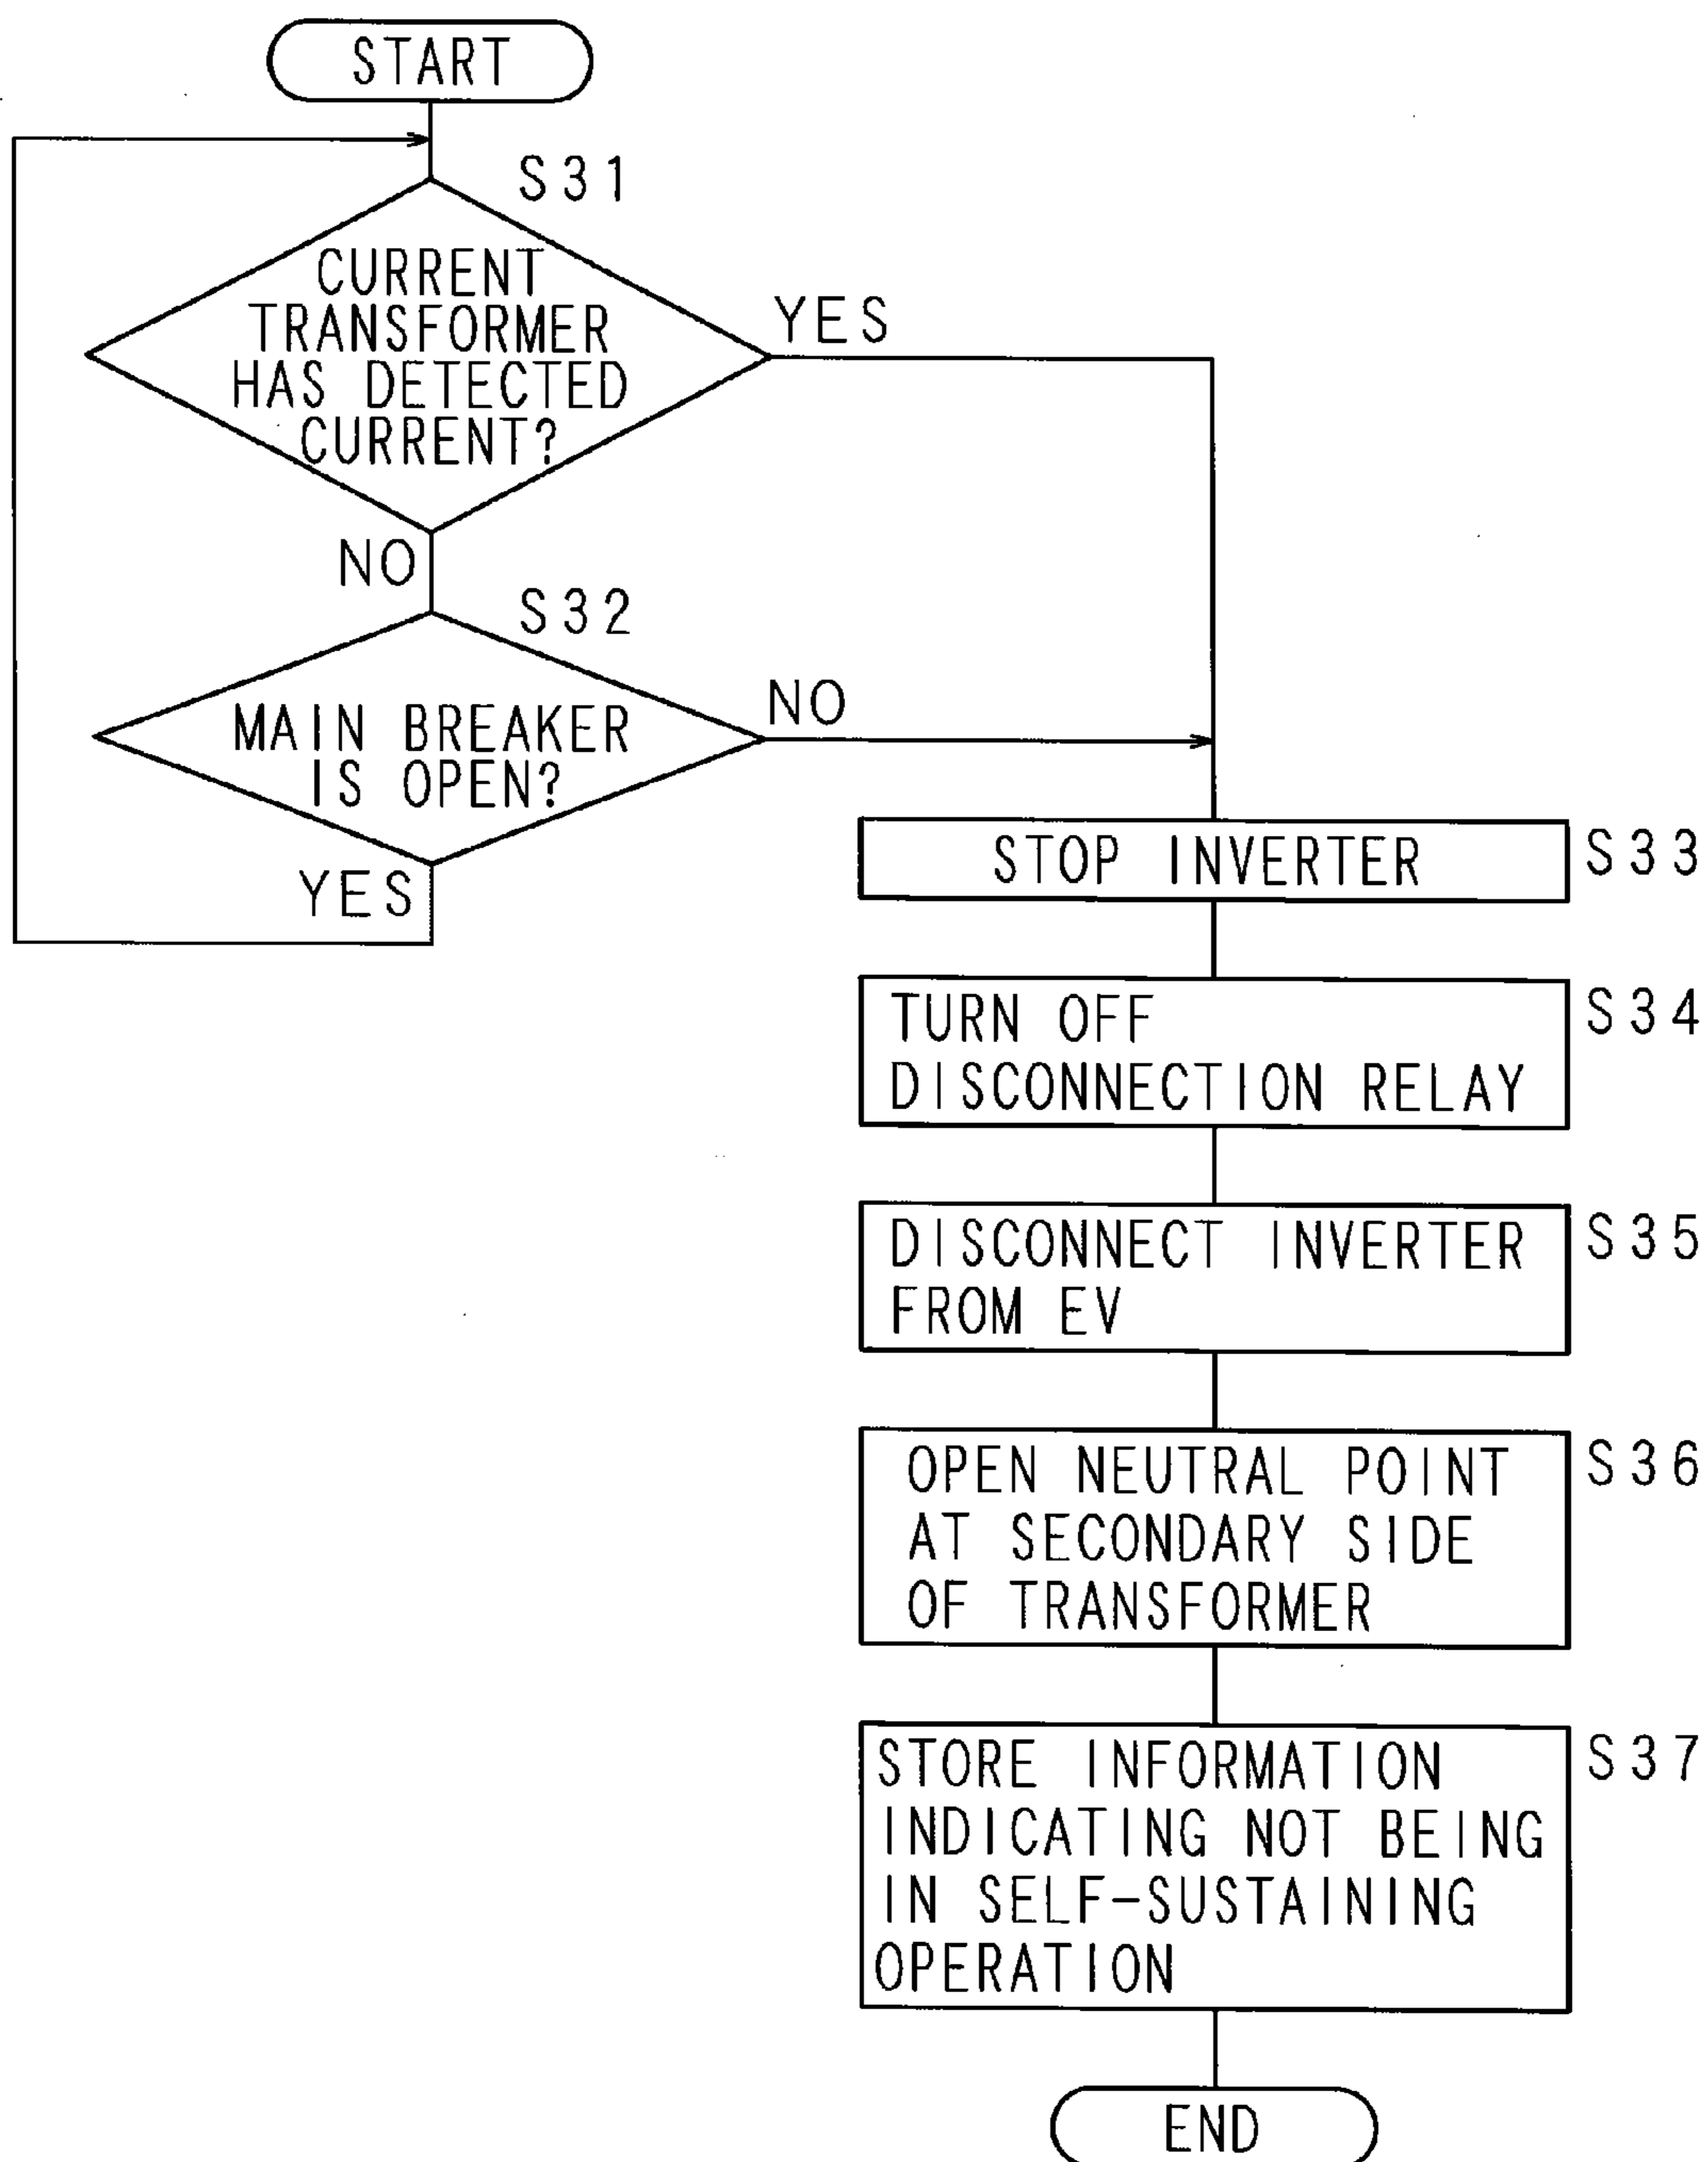 START
S31
CURRENT
TRANSFORMER
HAS DETECTED
CURRENT?
YES
NO
S32
MAIN BREAKER
IS OPEN?
NO
YES
STOP INVERTER
S33
TURN OFF
DISCONNECTION RELAY
S34
DISCONNECT INVERTER
FROM EV
S35
OPEN NEUTRAL POINT
AT SECONDARY SIDE
OF TRANSFORMER
S36
STORE INFORMATION
INDICATING NOT BEING
IN SELF-SUSTAINING
OPERATION
S37
END